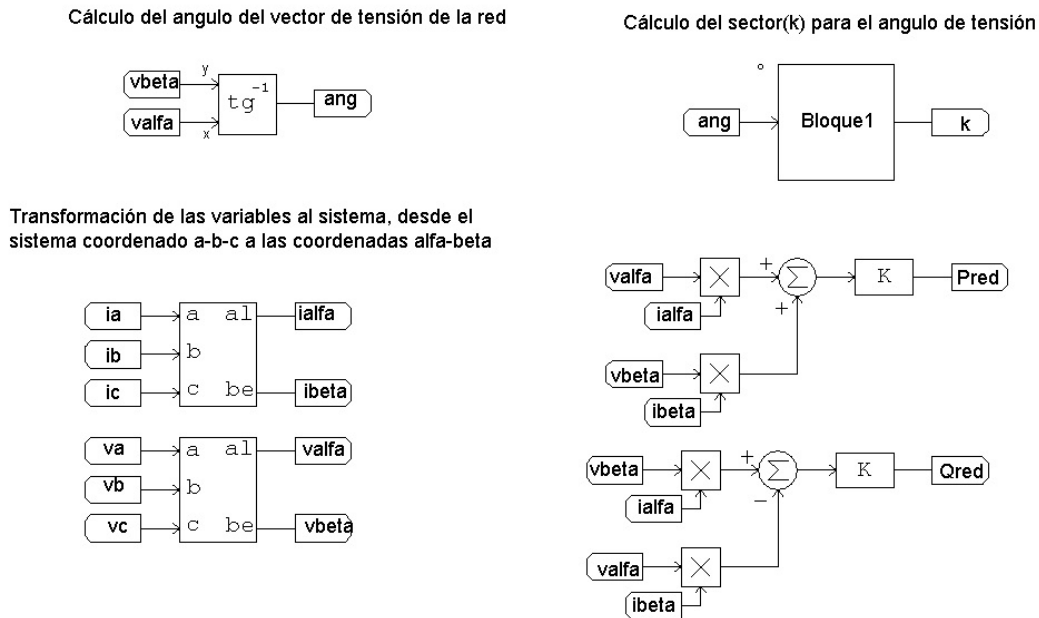 Cálculo del angulo del vector de tensión de la red
vbeta
y
valfa
x
tg
-1
ang
Cálculo del sector(k) para el angulo de tensión
°
ang
Bloque1
k
Transformación de las variables al sistema, desde el
sistema coordenado a-b-c a las coordenadas alfa-beta
ia
a
al
ialfa
ib
b
ic
c
be
ibeta
va
a
al
valfa
vb
b
vc
c
be
vbeta
valfa
ialfa
+
Σ
+
K
Pred
vbeta
ibeta
vbeta
ialfa
+
Σ
−
K
Qred
valfa
ibeta